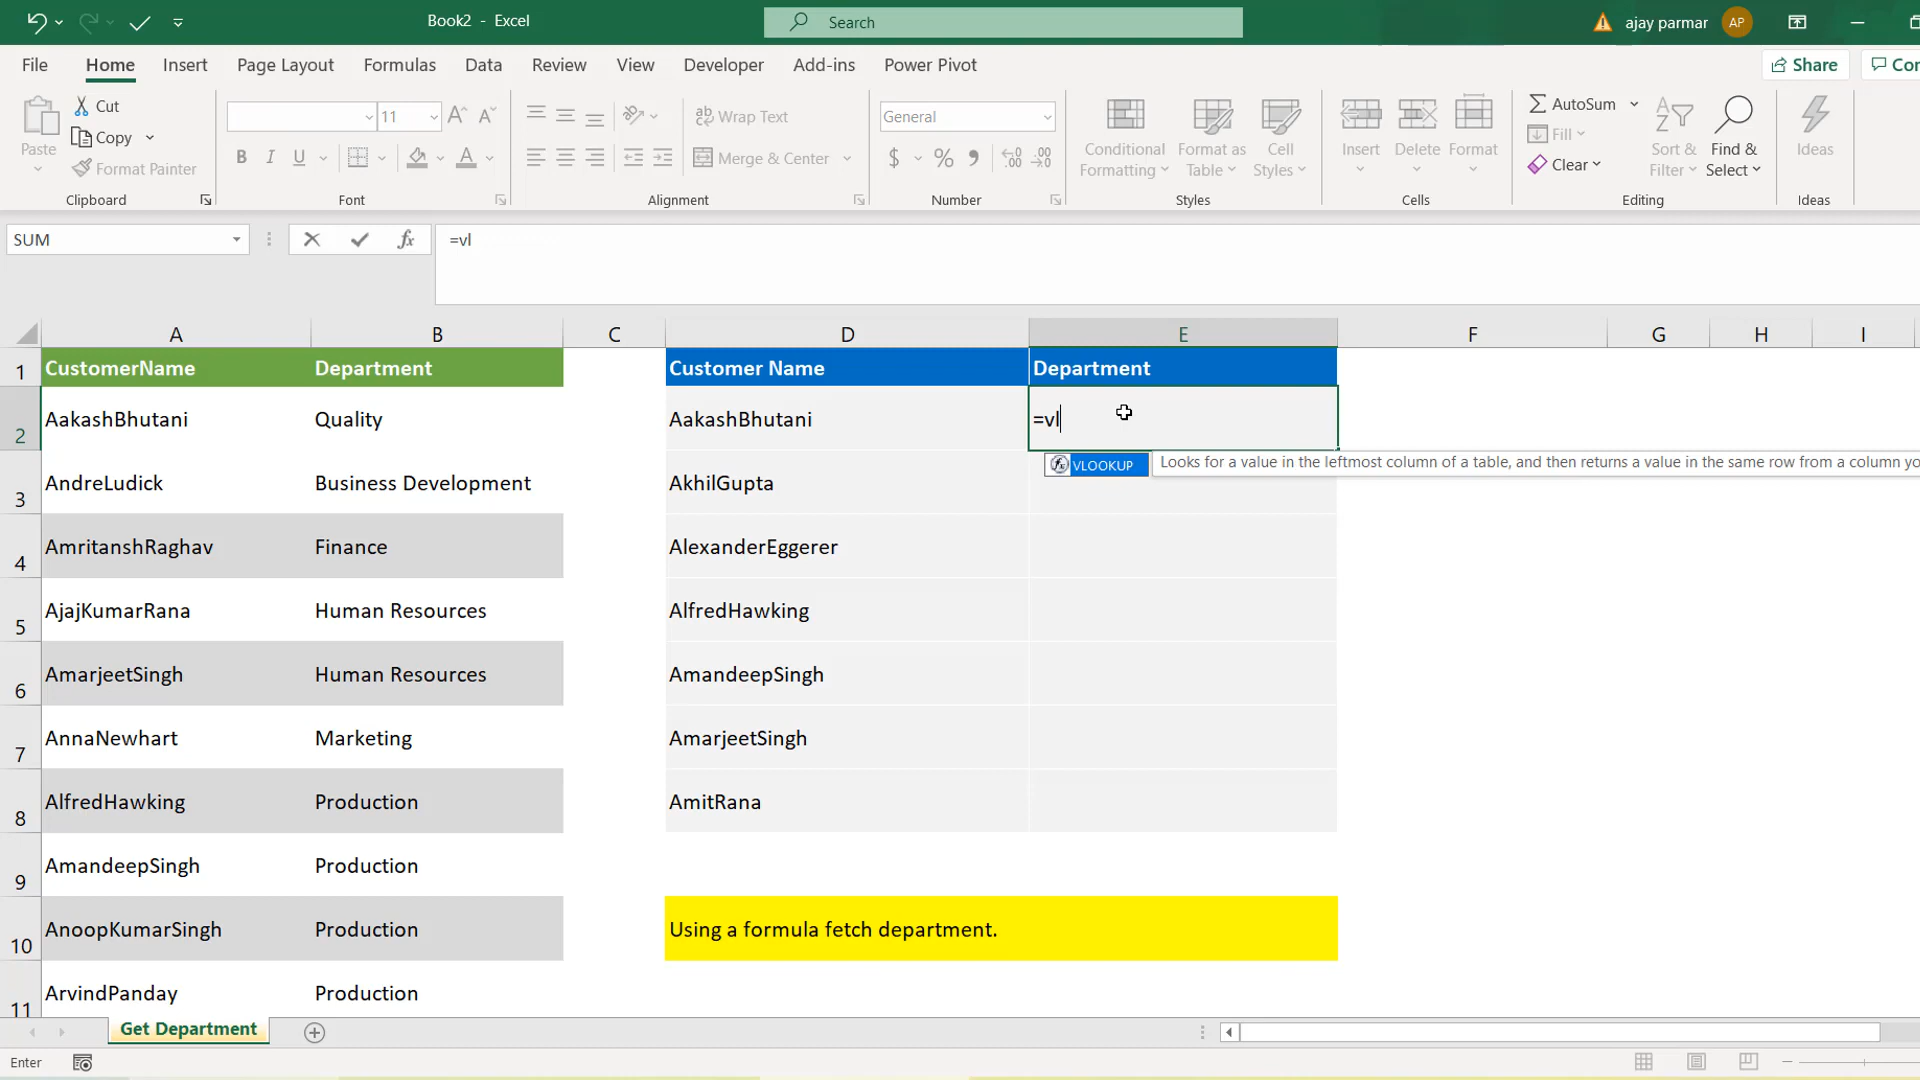 Book2 - Excel
Search
ajay parmar
AP
File Home Insert Page Layout Formulas Data Review View Developer Add-ins Power Pivot
Share
Paste
Cut
Copy
Format Painter
Clipboard
11
B I U
Font
Wrap Text
Merge & Center
Alignment
General
$ % ,
Number
Conditional Formatting
Format as Table
Cell Styles
Styles
Insert
Delete
Format
Cells
AutoSum
Fill
Clear
Sort & Filter
Find & Select
Editing
Ideas
Ideas
SUM
fx
=vl
A B C D E F G H I
1 CustomerName Department Customer Name Department
2 AakashBhutani Quality AakashBhutani =vl
VLOOKUP Looks for a value in the leftmost column of a table, and then returns a value in the same row from a column yo
3 AndreLudick Business Development AkhilGupta
4 AmritanshRaghav Finance AlexanderEggerer
5 AjajKumarRana Human Resources AlfredHawking
6 AmarjeetSingh Human Resources AmandeepSingh
7 AnnaNewhart Marketing AmarjeetSingh
8 AlfredHawking Production AmitRana
9 AmandeepSingh Production
10 AnoopKumarSingh Production Using a formula fetch department.
11 ArvindPanday Production
Get Department
Enter